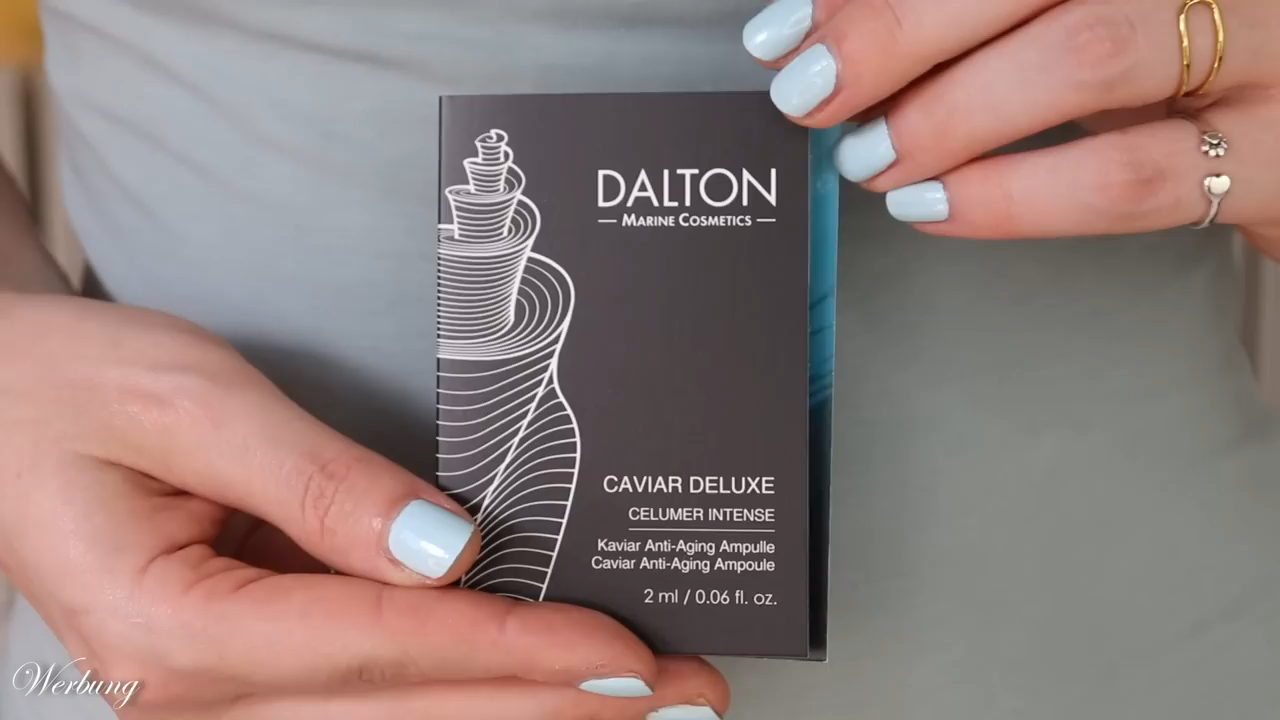 DALTON
— MARINE COSMETICS —
CAVIAR DELUXE
CELUMER INTENSE
Kaviar Anti-Aging Ampulle
Caviar Anti-Aging Ampoule
2 ml / 0.06 fl. oz.
Werbung